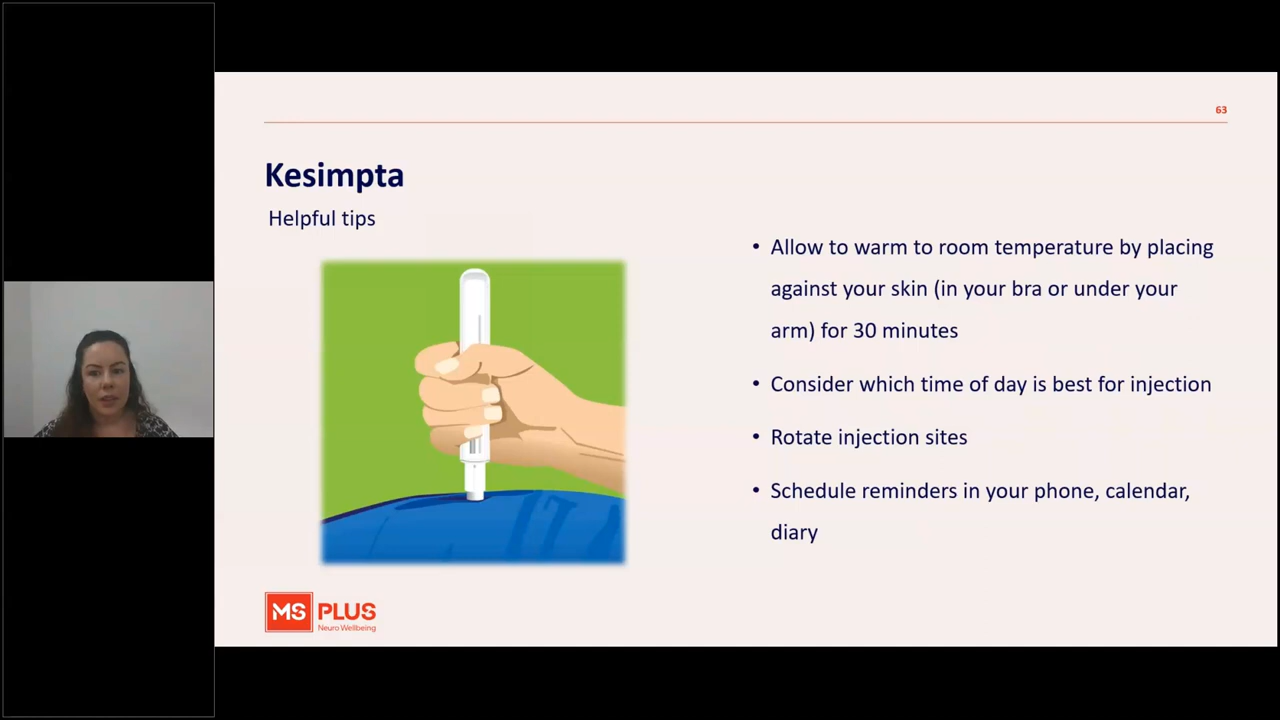 63
Kesimpta
Helpful tips
• Allow to warm to room temperature by placing
against your skin (in your bra or under your
arm) for 30 minutes
• Consider which time of day is best for injection
• Rotate injection sites
• Schedule reminders in your phone, calendar,
diary
MS PLUS
Neuro Wellbeing